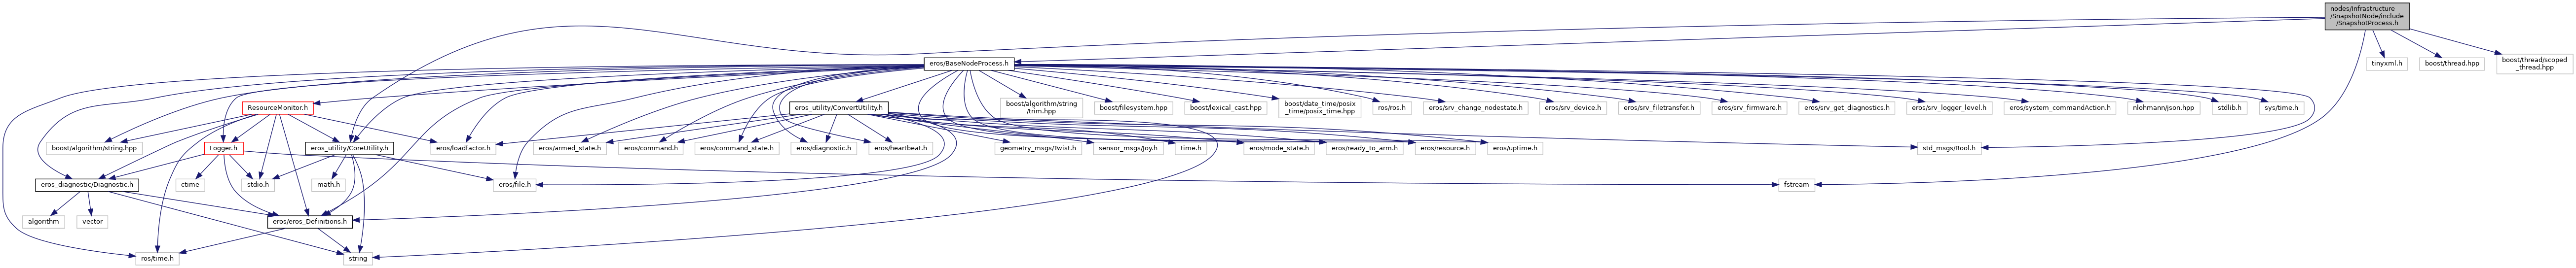 nodes/Infrastructure
/SnapshotNode/include
/SnapshotProcess.h
eros/BaseNodeProcess.h
tinyxml.h
boost/thread.hpp
boost/thread/scoped
_thread.hpp
ResourceMonitor.h
eros_utility/ConvertUtility.h
boost/algorithm/string
/trim.hpp
boost/filesystem.hpp
boost/lexical_cast.hpp
boost/date_time/posix
_time/posix_time.hpp
ros/ros.h
eros/srv_change_nodestate.h
eros/srv_device.h
eros/srv_filetransfer.h
eros/srv_firmware.h
eros/srv_get_diagnostics.h
eros/srv_logger_level.h
eros/system_commandAction.h
nlohmann/json.hpp
stdlib.h
sys/time.h
boost/algorithm/string.hpp
Logger.h
eros_utility/CoreUtility.h
eros/loadfactor.h
eros/armed_state.h
eros/command.h
eros/command_state.h
eros/diagnostic.h
eros/heartbeat.h
geometry_msgs/Twist.h
sensor_msgs/Joy.h
time.h
eros/mode_state.h
eros/ready_to_arm.h
eros/resource.h
eros/uptime.h
std_msgs/Bool.h
eros_diagnostic/Diagnostic.h
ctime
stdio.h
math.h
eros/file.h
fstream
algorithm
vector
eros/eros_Definitions.h
ros/time.h
string